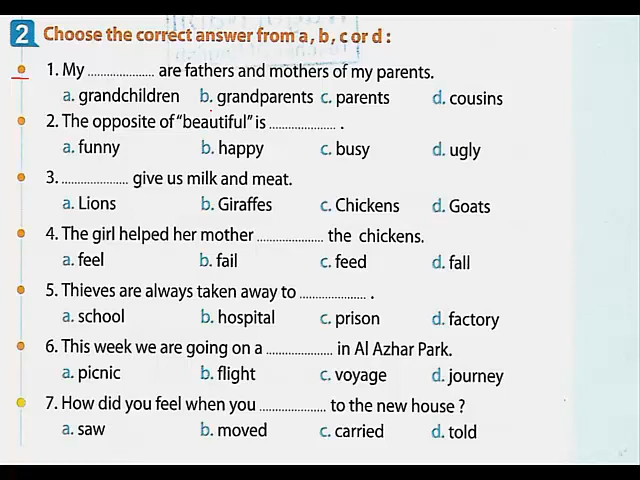 2 Choose the correct answer from a, b, c or d :
1. My .................... are fathers and mothers of my parents.
a. grandchildren b. grandparents c. parents d. cousins
2. The opposite of "beautiful" is .................... .
a. funny b. happy c. busy d. ugly
3. .................... give us milk and meat.
a. Lions b. Giraffes c. Chickens d. Goats
4. The girl helped her mother .................... the chickens.
a. feel b. fail c. feed d. fall
5. Thieves are always taken away to .................... .
a. school b. hospital c. prison d. factory
6. This week we are going on a .................... in Al Azhar Park.
a. picnic b. flight c. voyage d. journey
7. How did you feel when you .................... to the new house ?
a. saw b. moved c. carried d. told